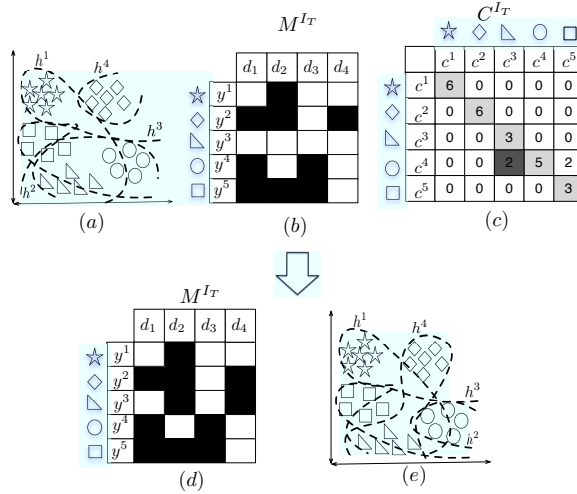 M^{I_T}
C^{I_T}
h^1
h^4
h^3
h^2
(a)
d_1 d_2 d_3 d_4
y^1
y^2
y^3
y^4
y^5
(b)
c^1 c^2 c^3 c^4 c^5
c^1 6 0 0 0 0
c^2 0 6 0 0 0
c^3 0 0 3 0 0
c^4 0 0 2 5 2
c^5 0 0 0 0 3
(c)
M^{I_T}
d_1 d_2 d_3 d_4
y^1
y^2
y^3
y^4
y^5
(d)
h^1
h^4
h^3
h^2
(e)